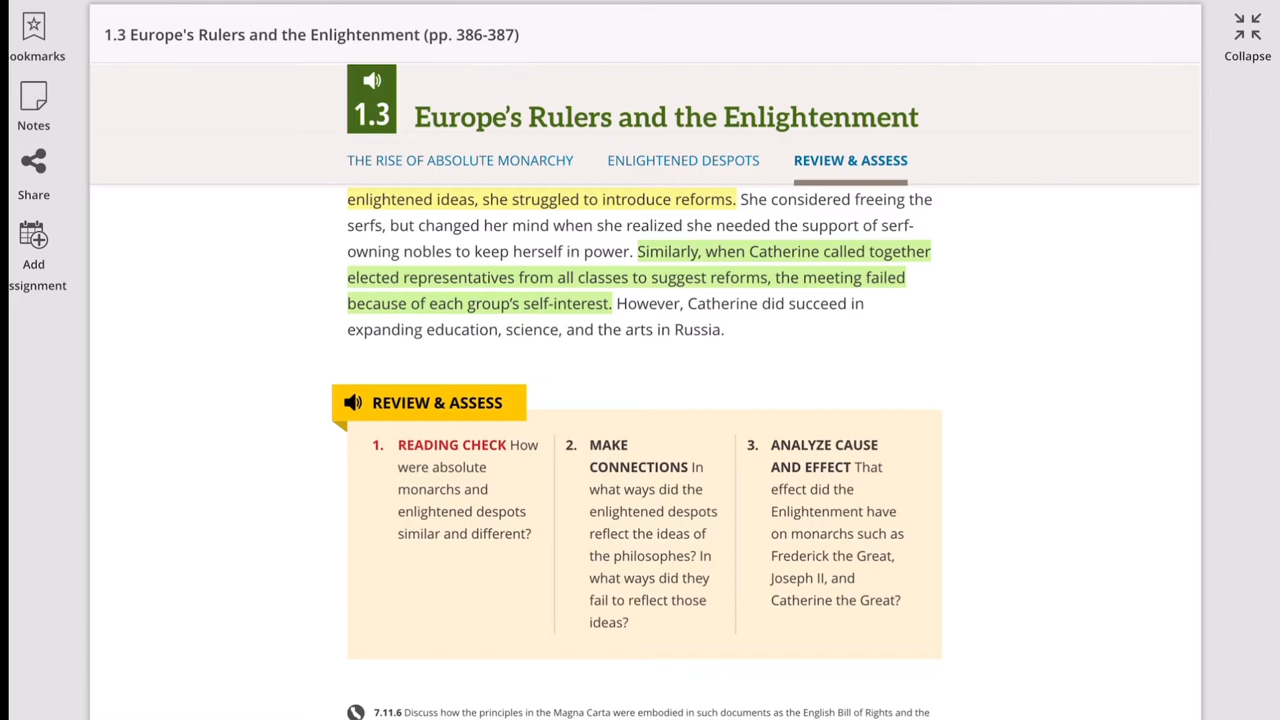 1.3 Europe's Rulers and the Enlightenment (pp. 386-387)
Collapse
ookmarks
Notes
Share
Add
ssignment
1.3
Europe's Rulers and the Enlightenment
THE RISE OF ABSOLUTE MONARCHY ENLIGHTENED DESPOTS REVIEW & ASSESS
enlightened ideas, she struggled to introduce reforms. She considered freeing the
serfs, but changed her mind when she realized she needed the support of serf-
owning nobles to keep herself in power. Similarly, when Catherine called together
elected representatives from all classes to suggest reforms, the meeting failed
because of each group's self-interest. However, Catherine did succeed in
expanding education, science, and the arts in Russia.
REVIEW & ASSESS
1. READING CHECK How
were absolute
monarchs and
enlightened despots
similar and different?
2. MAKE
CONNECTIONS In
what ways did the
enlightened despots
reflect the ideas of
the philosophes? In
what ways did they
fail to reflect those
ideas?
3. ANALYZE CAUSE
AND EFFECT That
effect did the
Enlightenment have
on monarchs such as
Frederick the Great,
Joseph II, and
Catherine the Great?
7.11.6 Discuss how the principles in the Magna Carta were embodied in such documents as the English Bill of Rights and the